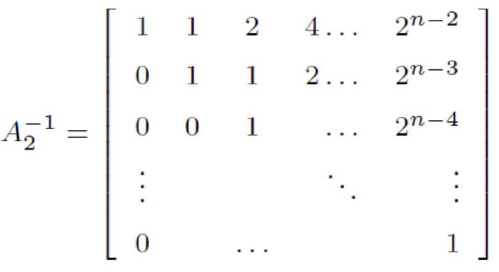 1 1 2 4 … 2^{n−2}
0 1 1 2 … 2^{n−3}
A_2^{-1} = 0 0 1 … 2^{n−4}
⋮ ⋱ ⋮
0 … 1